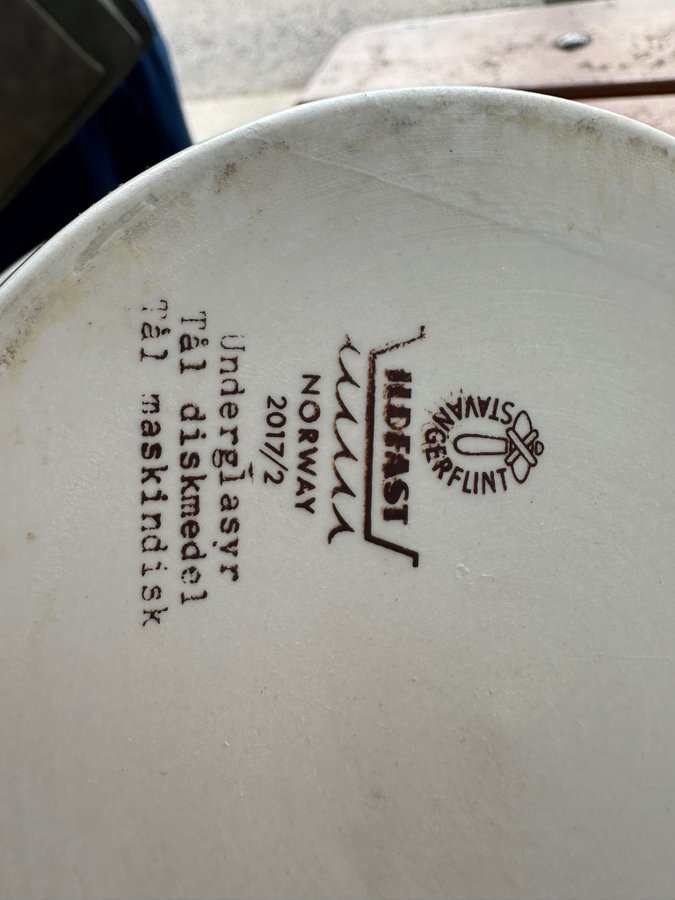 STAVANGERFLINT
ILDFAST
NORWAY
2017/2
Underglasyr
Tål diskmedel
Tål maskindisk